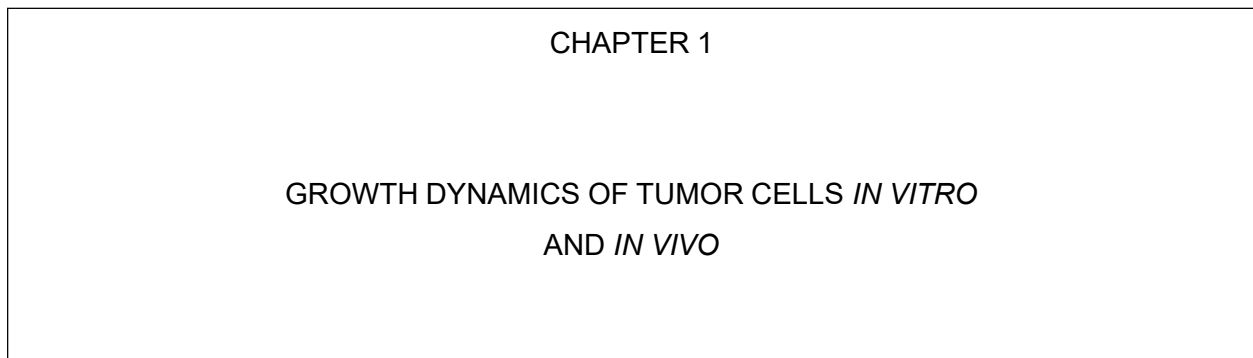 CHAPTER 1
GROWTH DYNAMICS OF TUMOR CELLS IN VITRO
AND IN VIVO